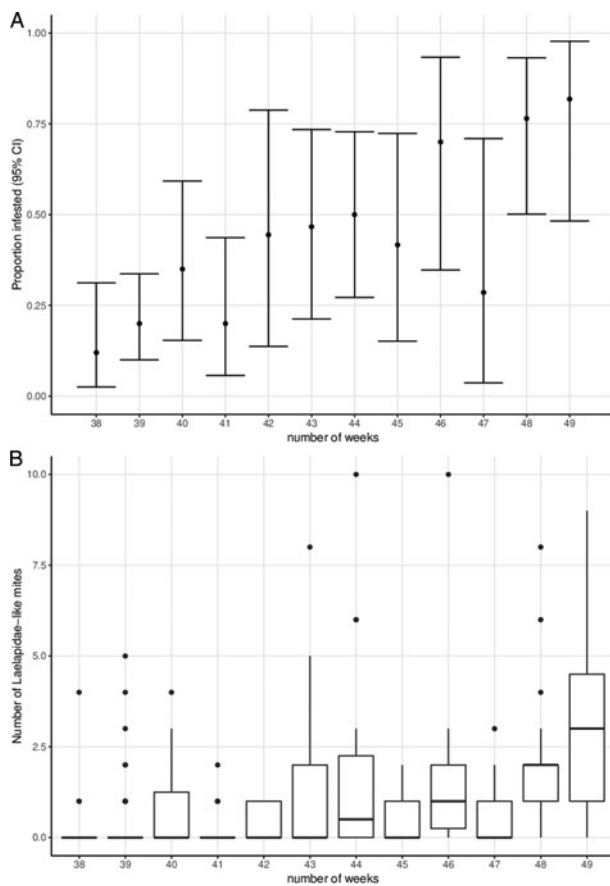 A
Proportion infested (95% CI)
1.00
0.75
0.50
0.25
0.00
38 39 40 41 42 43 44 45 46 47 48 49
number of weeks
B
Number of Laelapidae-like mites
10.0
7.5
5.0
2.5
0.0
38 39 40 41 42 43 44 45 46 47 48 49
number of weeks